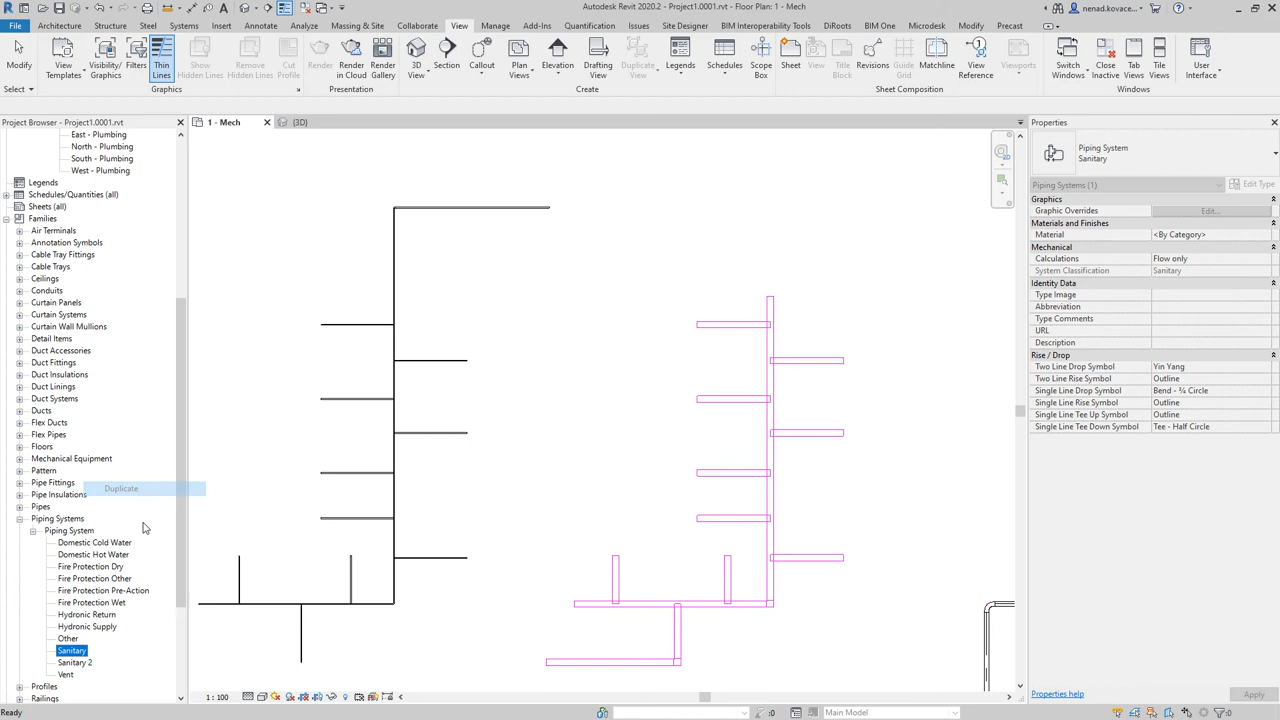 Autodesk Revit 2020.2 - Project1.0001.rvt - Floor Plan: 1 - Mech
nenad.kovace...
File Architecture Structure Steel Systems Insert Annotate Analyze Massing & Site Collaborate View Manage Add-Ins Quantification Issues Site Designer BIM Interoperability Tools DiRoots BIM One Microdesk Modify Precast
Modify View Templates Visibility/ Graphics Filters Thin Lines Show Hidden Lines Remove Hidden Lines Cut Profile Render Render in Cloud Render Gallery 3D View Section Callout Plan Views Elevation Drafting View Duplicate View Legends Schedules Scope Box Sheet View Title Block Revisions Guide Grid Matchline View Reference Viewports Switch Windows Close Inactive Tab Views Tile Views User Interface
Select Graphics Presentation Create Sheet Composition Windows
Project Browser - Project1.0001.rvt
1 - Mech
{3D}
Properties
East - Plumbing
North - Plumbing
South - Plumbing
West - Plumbing
Legends
Schedules/Quantities (all)
Sheets (all)
Families
Air Terminals
Annotation Symbols
Cable Tray Fittings
Cable Trays
Ceilings
Conduits
Curtain Panels
Curtain Systems
Curtain Wall Mullions
Detail Items
Duct Accessories
Duct Fittings
Duct Insulations
Duct Linings
Duct Systems
Ducts
Flex Ducts
Flex Pipes
Floors
Mechanical Equipment
Pattern
Pipe Fittings
Pipe Insulations
Duplicate
Pipes
Piping Systems
Piping System
Domestic Cold Water
Domestic Hot Water
Fire Protection Dry
Fire Protection Other
Fire Protection Pre-Action
Fire Protection Wet
Hydronic Return
Hydronic Supply
Other
Sanitary
Sanitary 2
Vent
Profiles
Railings
Piping System
Sanitary
Piping Systems (1)
Edit Type
Graphics
Graphic Overrides Edit...
Materials and Finishes
Material <By Category>
Mechanical
Calculations Flow only
System Classification Sanitary
Identity Data
Type Image
Abbreviation
Type Comments
URL
Description
Rise / Drop
Two Line Drop Symbol Yin Yang
Two Line Rise Symbol Outline
Single Line Drop Symbol Bend - ¾ Circle
Single Line Rise Symbol Outline
Single Line Tee Up Symbol Outline
Single Line Tee Down Symbol Tee - Half Circle
Properties help
Apply
1 : 100
Ready
:0
Main Model
:0